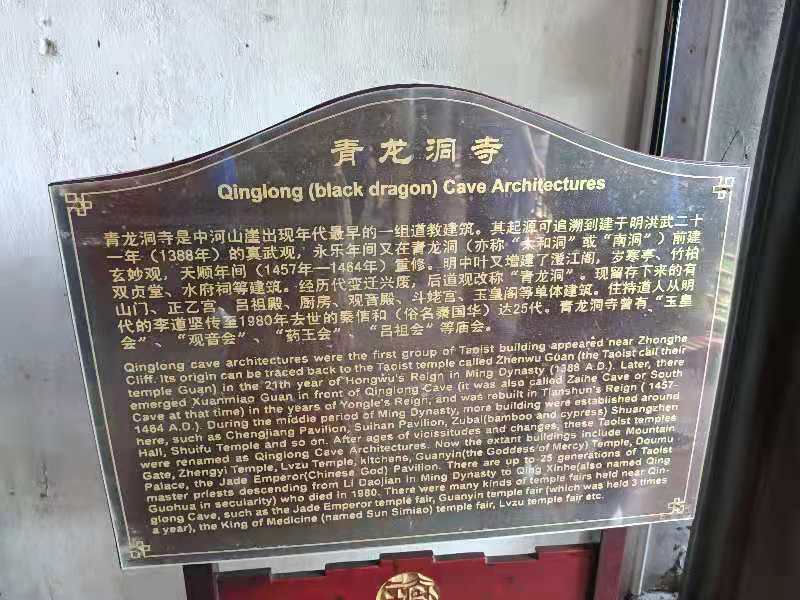 青龙洞寺
Qinglong (black dragon) Cave Architectures
青龙洞寺是中河山崖出现年代最早的一组道教建筑。其起源可追溯到建于明洪武二十
一年（1388年）的真武观，永乐年间又在青龙洞（亦称“太和洞”或“南洞”）前建
玄妙观，天顺年间（1457年—1464年）重修。明中叶又增建了澄江阁，岁寒亭、竹柏
双贞堂、水府祠等建筑。经历代变迁兴废，后道观改称“青龙洞”。现留存下来的有
山门、正乙宫、吕祖殿、厨房、观音殿、斗姥宫、玉皇阁等单体建筑。住持道人从明
代的李道坚传至1980年去世的秦信和（俗名秦国华）达25代。青龙洞寺曾有“玉皇
会”、“观音会”、“药王会”、“吕祖会”等庙会。
Qinglong cave architectures were the first group of Taoist building appeared near Zhonghe
Cliff. Its origin can be traced back to the Taoist temple called Zhenwu Guan (the Taoist call their
temple Guan) in the 21th year of Hongwu's Reign in Ming Dynasty (1388 A.D.). Later, there
emerged Xuanmiao Guan in front of Qinglong Cave (it was also called Zaihe Cave or South
Cave at that time) in the years of Yongle's Reign, and was rebuilt in Tianshun's Reign ( 1457-
1464 A.D.). During the middle period of Ming Dynasty, more building were established around
here, such as Chengjiang Pavilion, Suihan Pavilion, Zubai(bamboo and cypress) Shuangzhen
Hall, Shuifu Temple and so on. After ages of vicissitudes and changes, these Taoist temples
were renamed as Qinglong Cave Architectures. Now the extant buildings include Mountain
Gate, Zhengyi Temple, Lvzu Temple, kitchens, Guanyin(the Goddess of Mercy) Temple, Doumu
Palace, the Jade Emperor(Chinese God) Pavilion. There are up to 25 generations of Taoist
master priests descending from Li Daojian in Ming Dynasty to Qing Xinhe(also named Qing
Guohua in secularity) who died in 1980. There were many kinds of temple fairs held near Qin-
glong Cave, such as the Jade Emperor temple fair, Guanyin temple fair (which was held 3 times
a year), the King of Medicine (named Sun Simiao) temple fair, Lvzu temple fair etc.